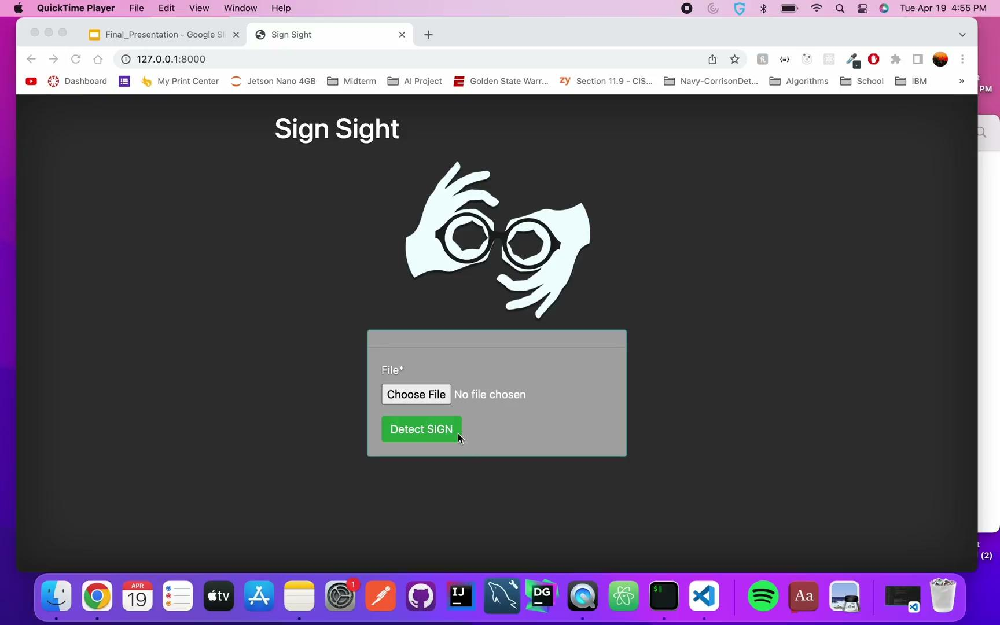 QuickTime Player File Edit View Window Help Tue Apr 19 4:55 PM
Final_Presentation - Google Sli Sign Sight
127.0.0.1:8000
Dashboard My Print Center Jetson Nano 4GB Midterm AI Project Golden State Warr... zy Section 11.9 - CIS... Navy-CorrisonDet... Algorithms School IBM »
PM
Sign Sight
File*
Choose File No file chosen
Detect SIGN
t
(2)
APR
19
tv
1
IJ
DG
$
Aa